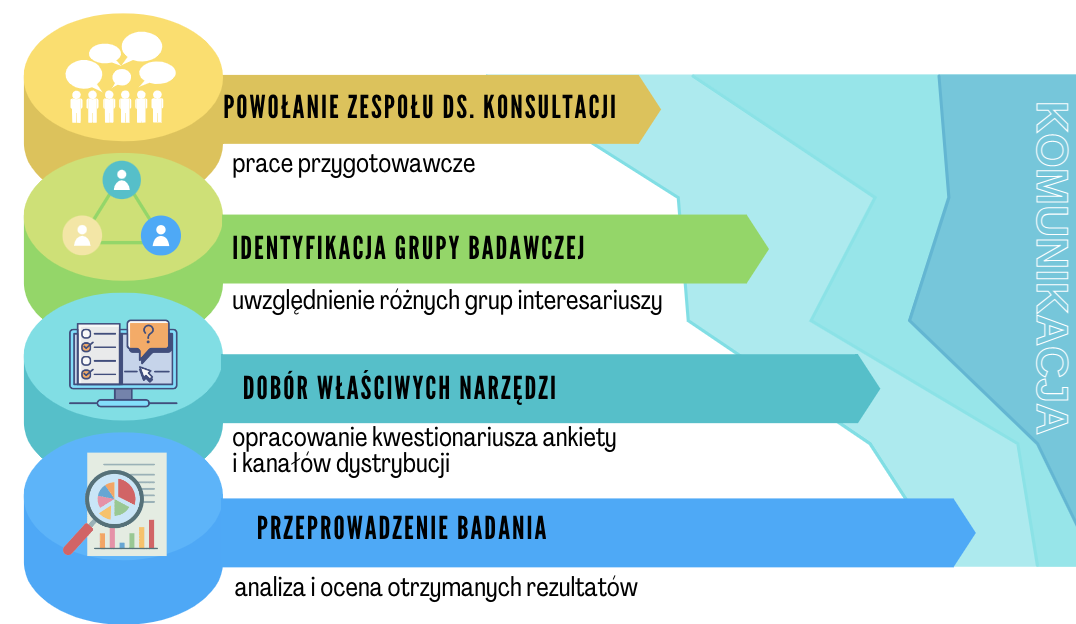 POWOŁANIE ZESPOŁU DS. KONSULTACJI
prace przygotowawcze
IDENTYFIKACJA GRUPY BADAWCZEJ
uwzględnienie różnych grup interesariuszy
?
DOBÓR WŁAŚCIWYCH NARZĘDZI
opracowanie kwestionariusza ankiety
i kanałów dystrybucji
PRZEPROWADZENIE BADANIA
analiza i ocena otrzymanych rezultatów
KOMUNIKACJA